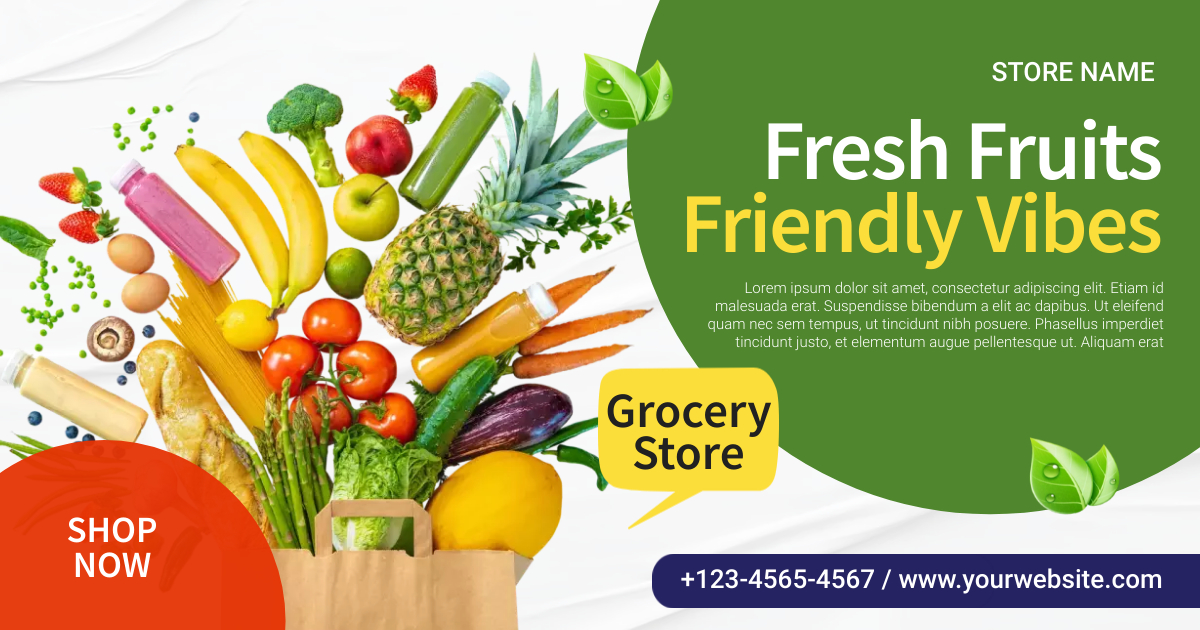 STORE NAME
Fresh Fruits
Friendly Vibes
Lorem ipsum dolor sit amet, consectetur adipiscing elit. Etiam id
malesuada erat. Suspendisse bibendum a elit ac dapibus. Ut eleifend
quam nec sem tempus, ut tincidunt nibh posuere. Phasellus imperdiet
tincidunt justo, et elementum augue pellentesque ut. Aliquam erat
Grocery
Store
SHOP
NOW
+123-4565-4567 / www.yourwebsite.com